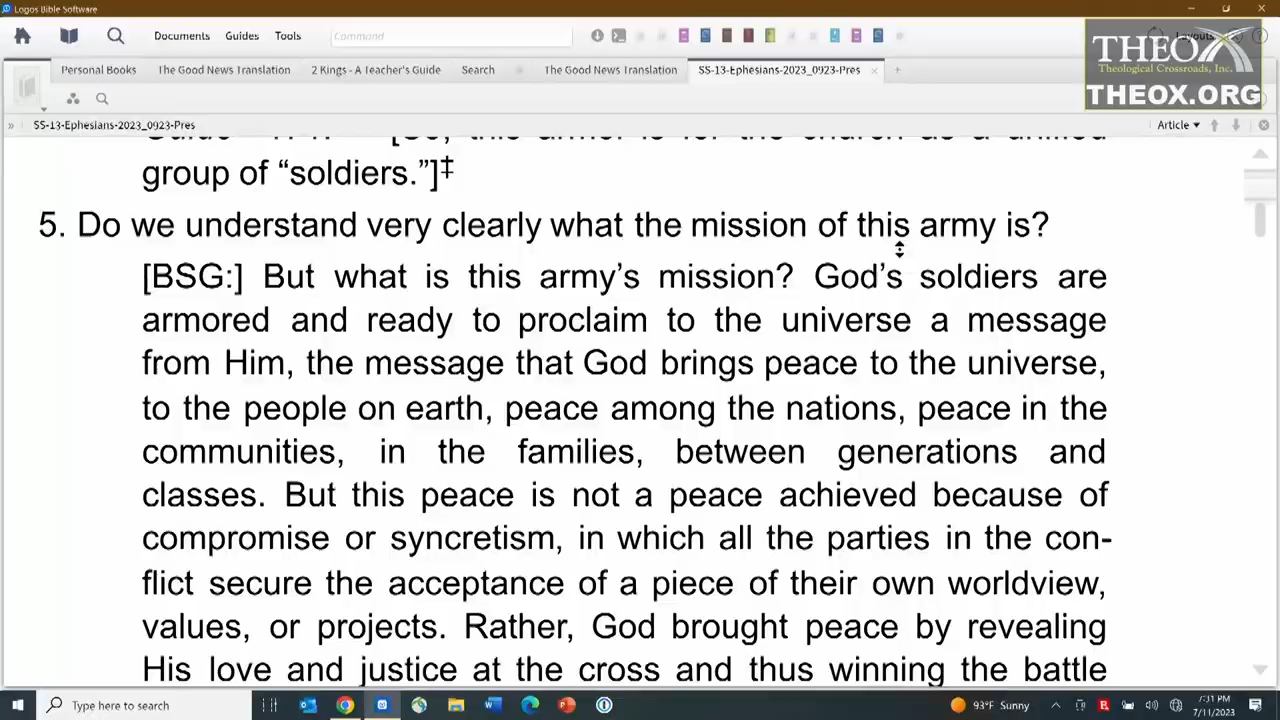 Logos Bible Software
Documents Guides Tools Command Layouts
THEOX
Theological Crossroads, Inc.
THEOX.ORG
Personal Books The Good News Translation 2 Kings - A Teacher's Guide The Good News Translation SS-13-Ephesians-2023_0923-Pres
SS-13-Ephesians-2023_0923-Pres Article
group of “soldiers.”]‡
5. Do we understand very clearly what the mission of this army is?
[BSG:] But what is this army’s mission? God’s soldiers are
armored and ready to proclaim to the universe a message
from Him, the message that God brings peace to the universe,
to the people on earth, peace among the nations, peace in the
communities, in the families, between generations and
classes. But this peace is not a peace achieved because of
compromise or syncretism, in which all the parties in the con-
flict secure the acceptance of a piece of their own worldview,
values, or projects. Rather, God brought peace by revealing
His love and justice at the cross and thus winning the battle
Type here to search
93°F Sunny
7:31 PM
7/11/2023